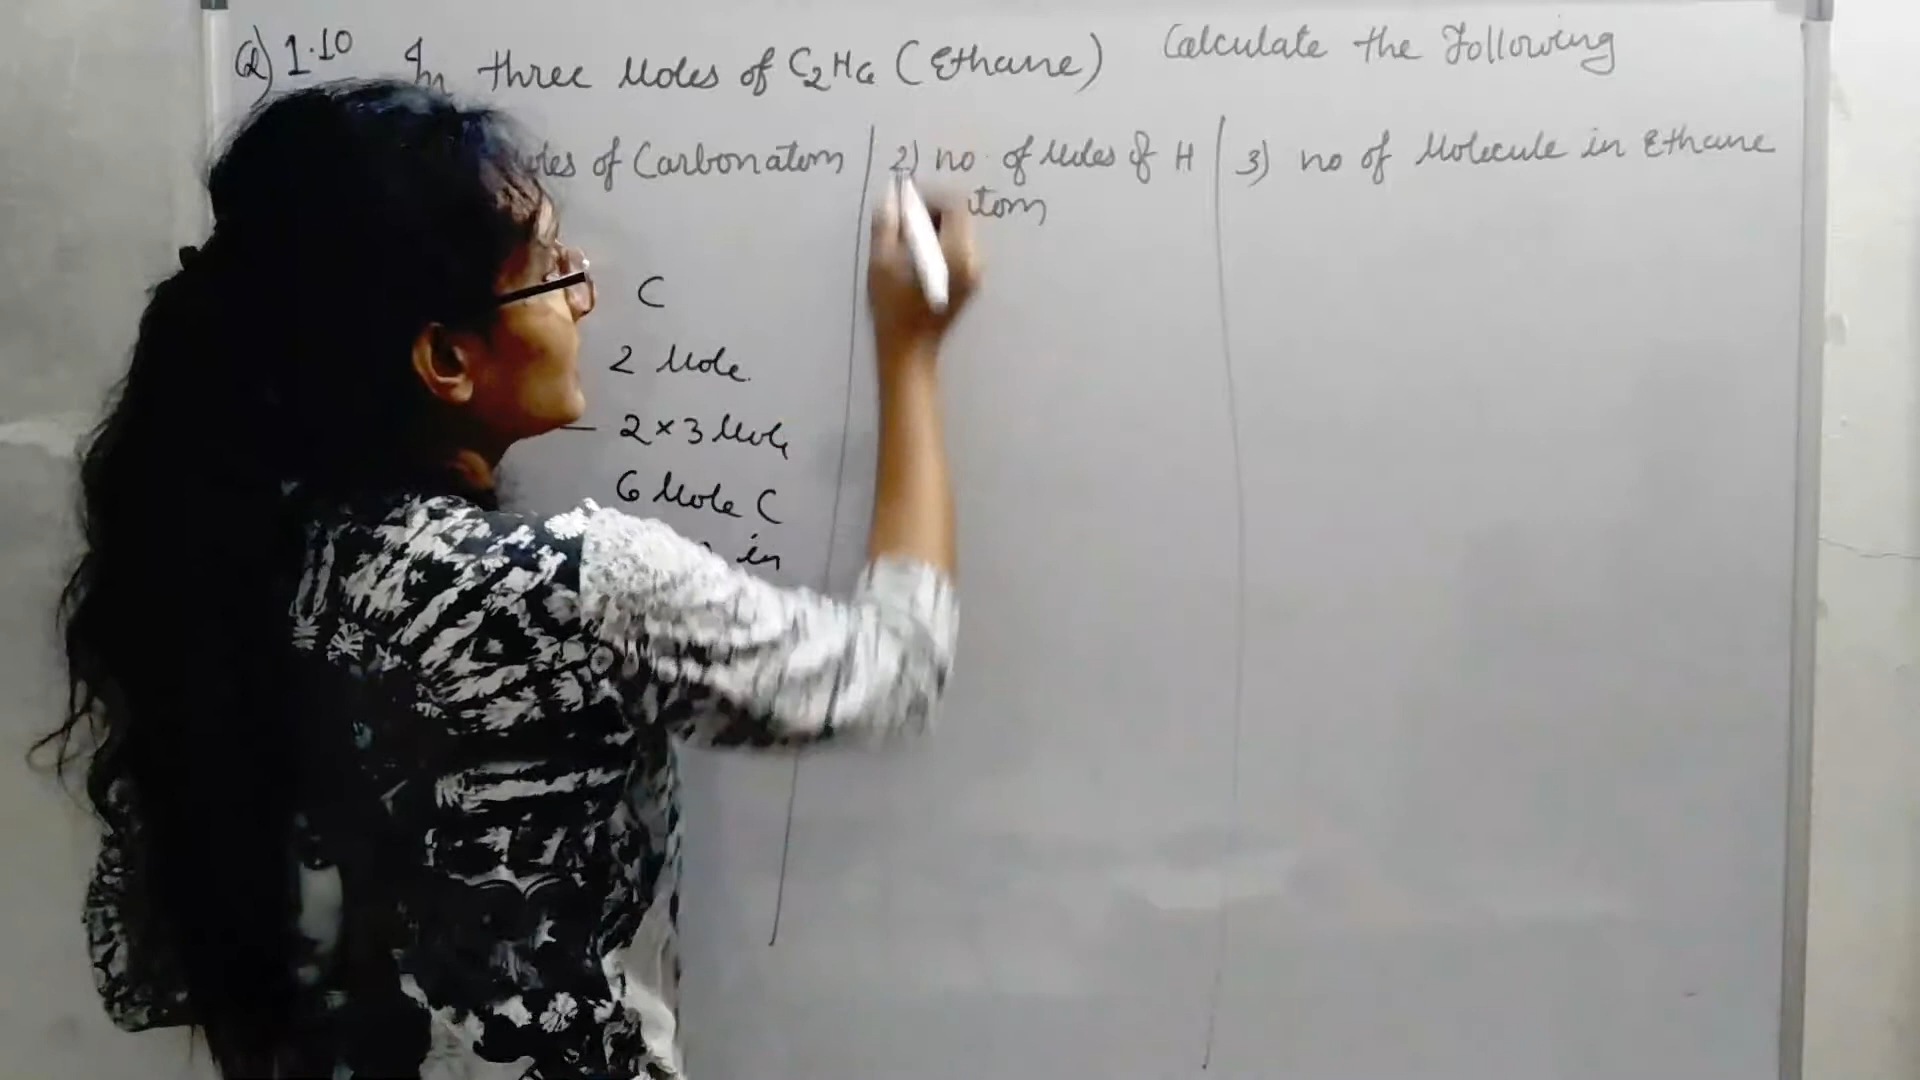 Q) 1.10 In three Moles of C2H6 (Ethane) Calculate the Following
of Carbon atom
2) no. of Moles of H
atom
3) no of Molecule in Ethane
C
2 Mole
2 × 3 Mole
6 Mole C
in